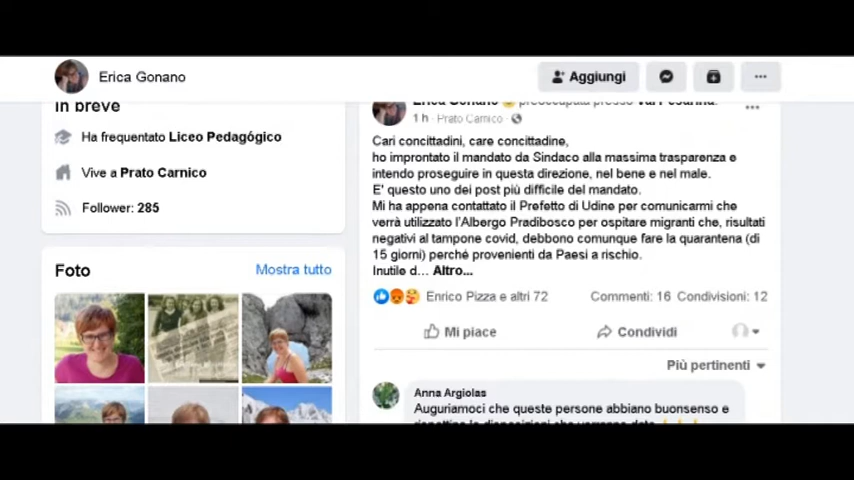 Erica Gonano
Aggiungi
In breve
Ha frequentato Liceo Pedagógico
Vive a Prato Carnico
Follower: 285
Foto
Mostra tutto
Erica Gonano preoccupata presso Val Pesarina.
1 h · Prato Carnico ·
Cari concittadini, care concittadine,
ho improntato il mandato da Sindaco alla massima trasparenza e
intendo proseguire in questa direzione, nel bene e nel male.
E' questo uno dei post più difficile del mandato.
Mi ha appena contattato il Prefetto di Udine per comunicarmi che
verrà utilizzato l'Albergo Pradibosco per ospitare migranti che, risultati
negativi al tampone covid, debbono comunque fare la quarantena (di
15 giorni) perché provenienti da Paesi a rischio.
Inutile d... Altro...
Enrico Pizza e altri 72
Commenti: 16 Condivisioni: 12
Mi piace
Condividi
Più pertinenti
Anna Argiolas
Auguriamoci che queste persone abbiano buonsenso e